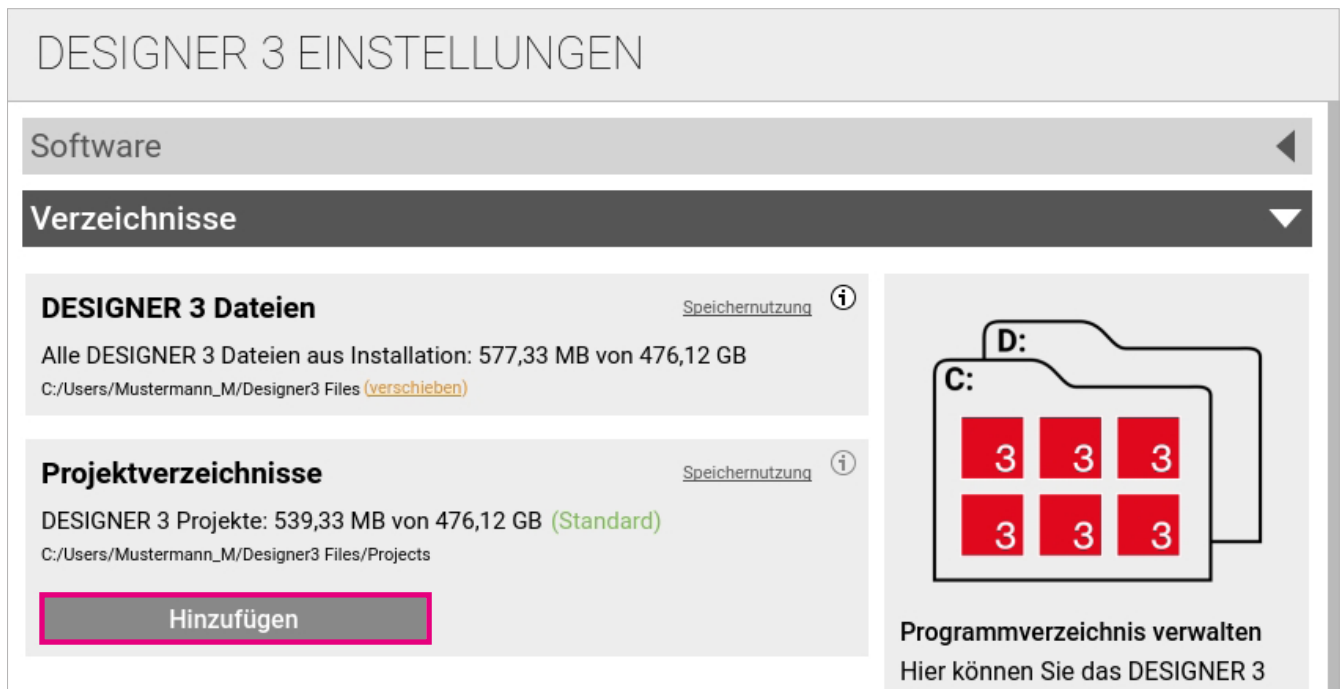 DESIGNER 3 EINSTELLUNGEN
Software
Verzeichnisse
DESIGNER 3 Dateien
Speichernutzung
Alle DESIGNER 3 Dateien aus Installation: 577,33 MB von 476,12 GB
C:/Users/Mustermann_M/Designer3 Files (verschieben)
Projektverzeichnisse
Speichernutzung
DESIGNER 3 Projekte: 539,33 MB von 476,12 GB (Standard)
C:/Users/Mustermann_M/Designer3 Files/Projects
Hinzufügen
D:
C:
3 3 3
3 3 3
Programmverzeichnis verwalten
Hier können Sie das DESIGNER 3